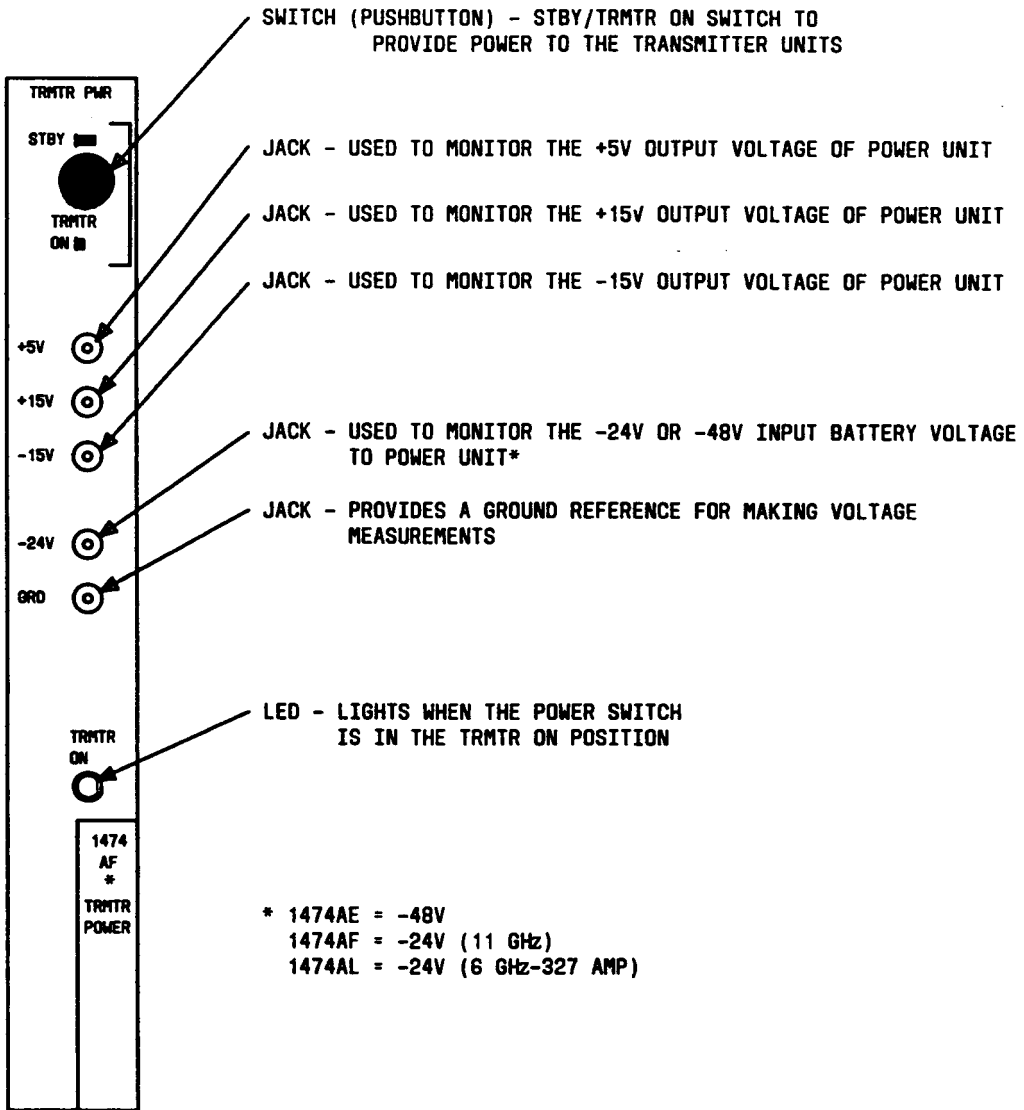 SWITCH (PUSHBUTTON) - STBY/TRMTR ON SWITCH TO
PROVIDE POWER TO THE TRANSMITTER UNITS
TRMTR PWR
STBY
TRMTR
ON
JACK - USED TO MONITOR THE +5V OUTPUT VOLTAGE OF POWER UNIT
JACK - USED TO MONITOR THE +15V OUTPUT VOLTAGE OF POWER UNIT
JACK - USED TO MONITOR THE -15V OUTPUT VOLTAGE OF POWER UNIT
+5V
+15V
-15V
JACK - USED TO MONITOR THE -24V OR -48V INPUT BATTERY VOLTAGE
TO POWER UNIT*
-24V
JACK - PROVIDES A GROUND REFERENCE FOR MAKING VOLTAGE
MEASUREMENTS
GRD
LED - LIGHTS WHEN THE POWER SWITCH
IS IN THE TRMTR ON POSITION
TRMTR
ON
1474
AF
*
TRMTR
POWER
* 1474AE = -48V
1474AF = -24V (11 GHz)
1474AL = -24V (6 GHz-327 AMP)